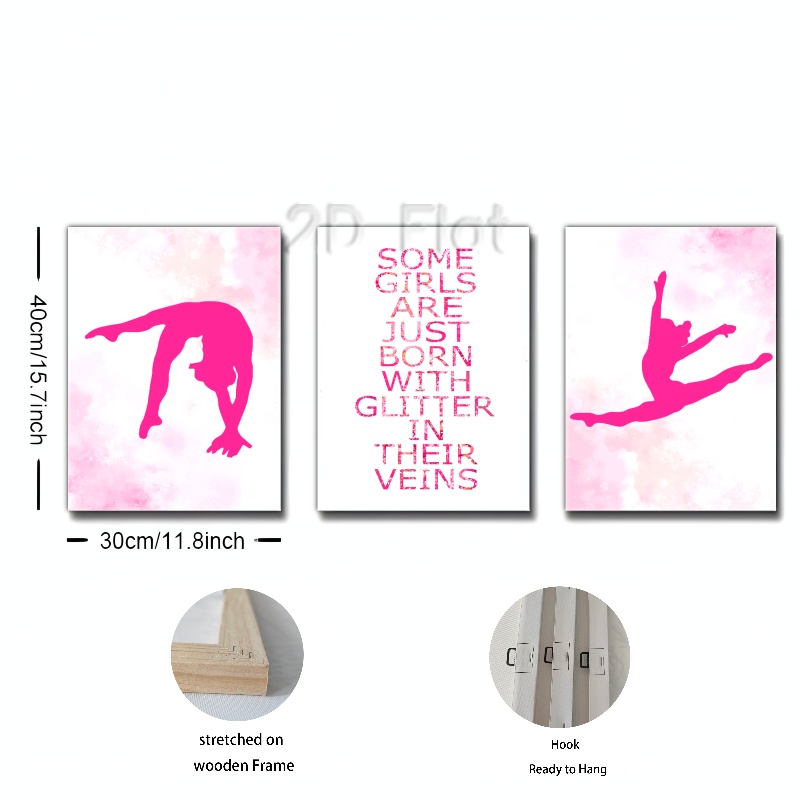 2D Flat
SOME
GIRLS
ARE
JUST
BORN
WITH
GLITTER
IN
THEIR
VEINS
40cm/15.7inch
30cm/11.8inch
stretched on
wooden Frame
Hook
Ready to Hang